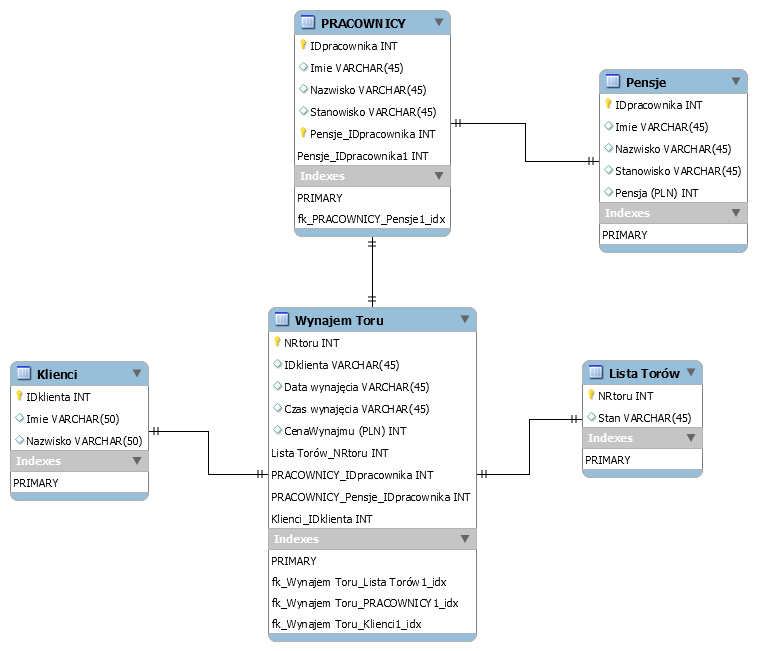 PRACOWNICY
IDpracownika INT
Imie VARCHAR(45)
Nazwisko VARCHAR(45)
Stanowisko VARCHAR(45)
Pensje_IDpracownika INT
Pensje_IDpracownika1 INT
Indexes
PRIMARY
fk_PRACOWNICY_Pensje1_idx
Pensje
IDpracownika INT
Imie VARCHAR(45)
Nazwisko VARCHAR(45)
Stanowisko VARCHAR(45)
Pensja (PLN) INT
Indexes
PRIMARY
Klienci
IDklienta INT
Imie VARCHAR(50)
Nazwisko VARCHAR(50)
Indexes
PRIMARY
Wynajem Toru
NRtoru INT
IDklienta VARCHAR(45)
Data wynajęcia VARCHAR(45)
Czas wynajęcia VARCHAR(45)
CenaWynajmu (PLN) INT
Lista Torów_NRtoru INT
PRACOWNICY_IDpracownika INT
PRACOWNICY_Pensje_IDpracownika INT
Klienci_IDklienta INT
Indexes
PRIMARY
fk_Wynajem Toru_Lista Torów1_idx
fk_Wynajem Toru_PRACOWNICY1_idx
fk_Wynajem Toru_Klienci1_idx
Lista Torów
NRtoru INT
Stan VARCHAR(45)
Indexes
PRIMARY